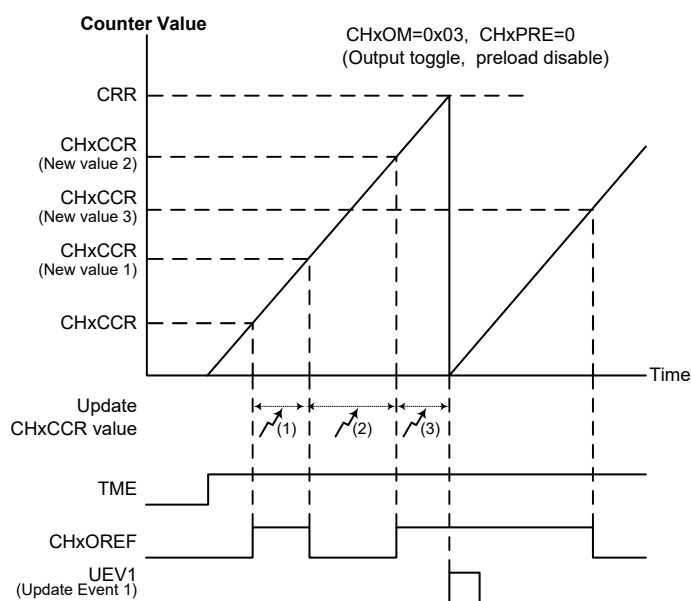 Counter Value
CHxOM=0x03, CHxPRE=0
(Output toggle, preload disable)
CRR
CHxCCR
(New value 2)
CHxCCR
(New value 3)
CHxCCR
(New value 1)
CHxCCR
Time
Update
CHxCCR value
(1)
(2)
(3)
TME
CHxOREF
UEV1
(Update Event 1)